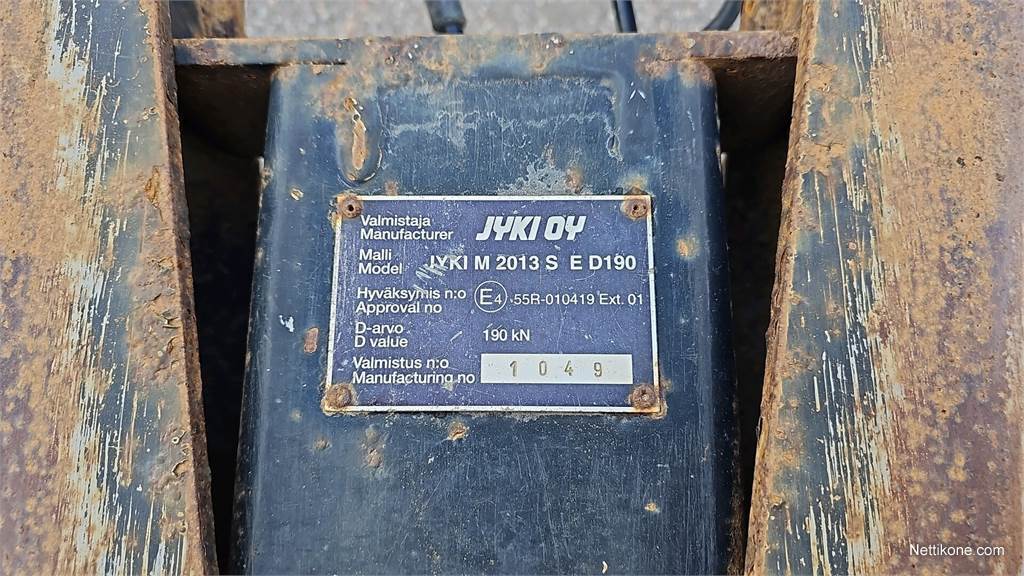 Valmistaja
Manufacturer
JYKI OY
Malli
Model
JYKI M 2013 S E D190
Hyväksymis n:o
Approval no
E4 -55R-010419 Ext. 01
D-arvo
D value
190 kN
Valmistus n:o
Manufacturing no
1049
Nettikone.com